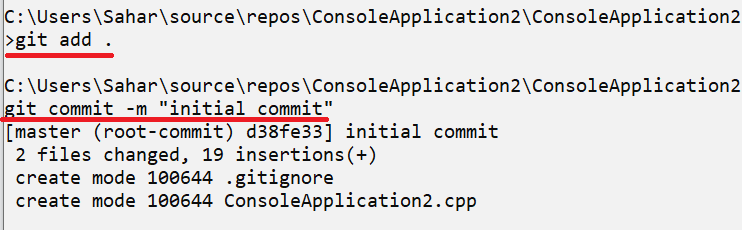 C:\Users\Sahar\source\repos\ConsoleApplication2\ConsoleApplication2
>git add .
C:\Users\Sahar\source\repos\ConsoleApplication2\ConsoleApplication2
git commit -m "initial commit"
[master (root-commit) d38fe33] initial commit
 2 files changed, 19 insertions(+)
 create mode 100644 .gitignore
 create mode 100644 ConsoleApplication2.cpp